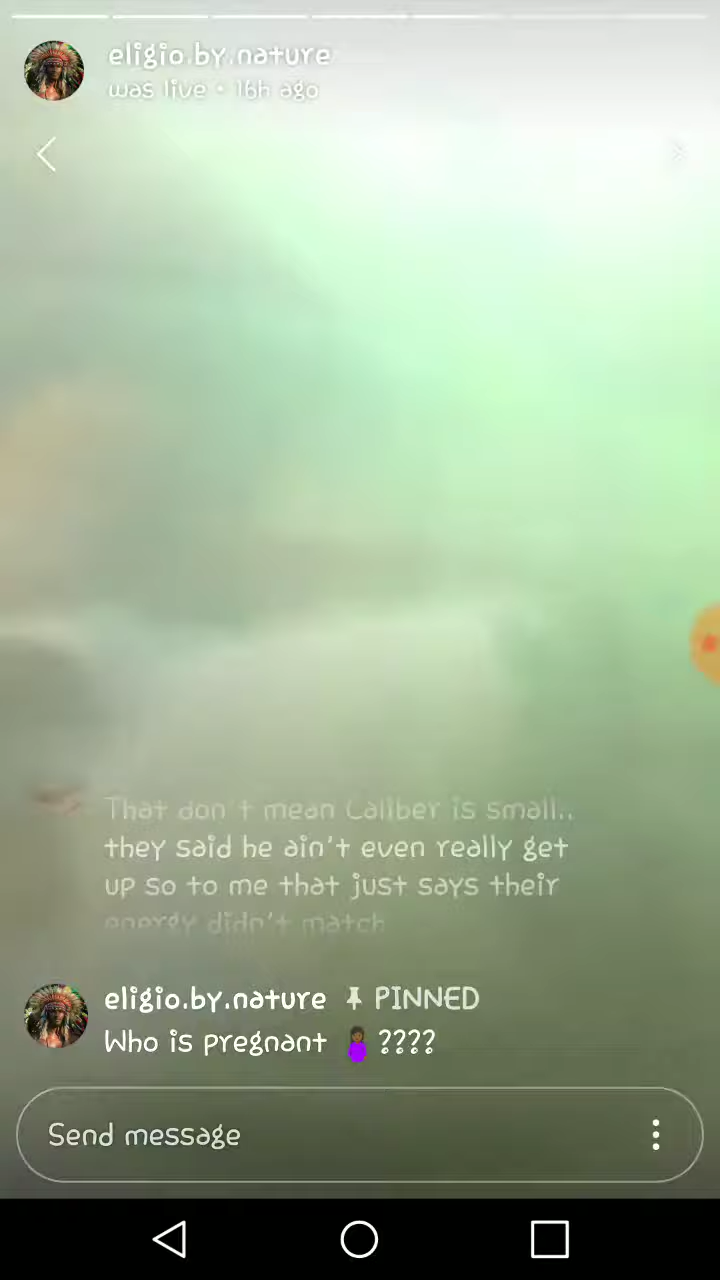 eligio.by.nature
was live • 16h ago
That don't mean Caliber is small..
they said he ain't even really get
up so to me that just says their
energy didn't match
eligio.by.nature PINNED
Who is pregnant 🤰🏾????
Send message